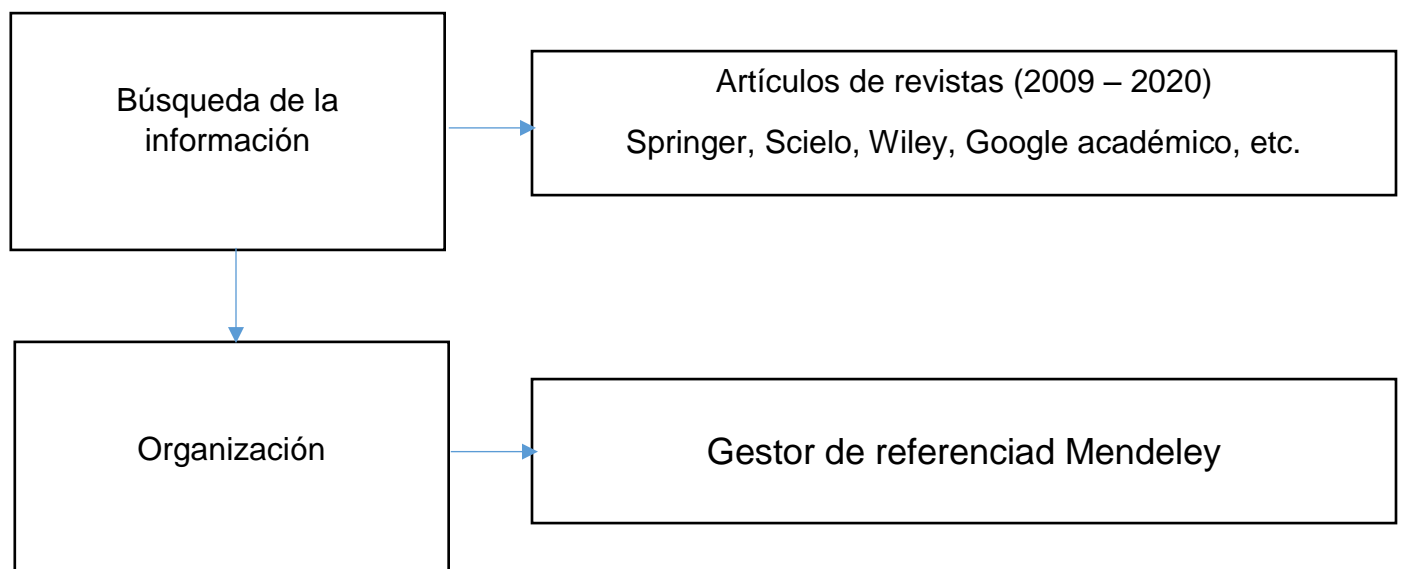 Búsqueda de la
información
Artículos de revistas (2009 – 2020)
Springer, Scielo, Wiley, Google académico, etc.
Organización
Gestor de referenciad Mendeley